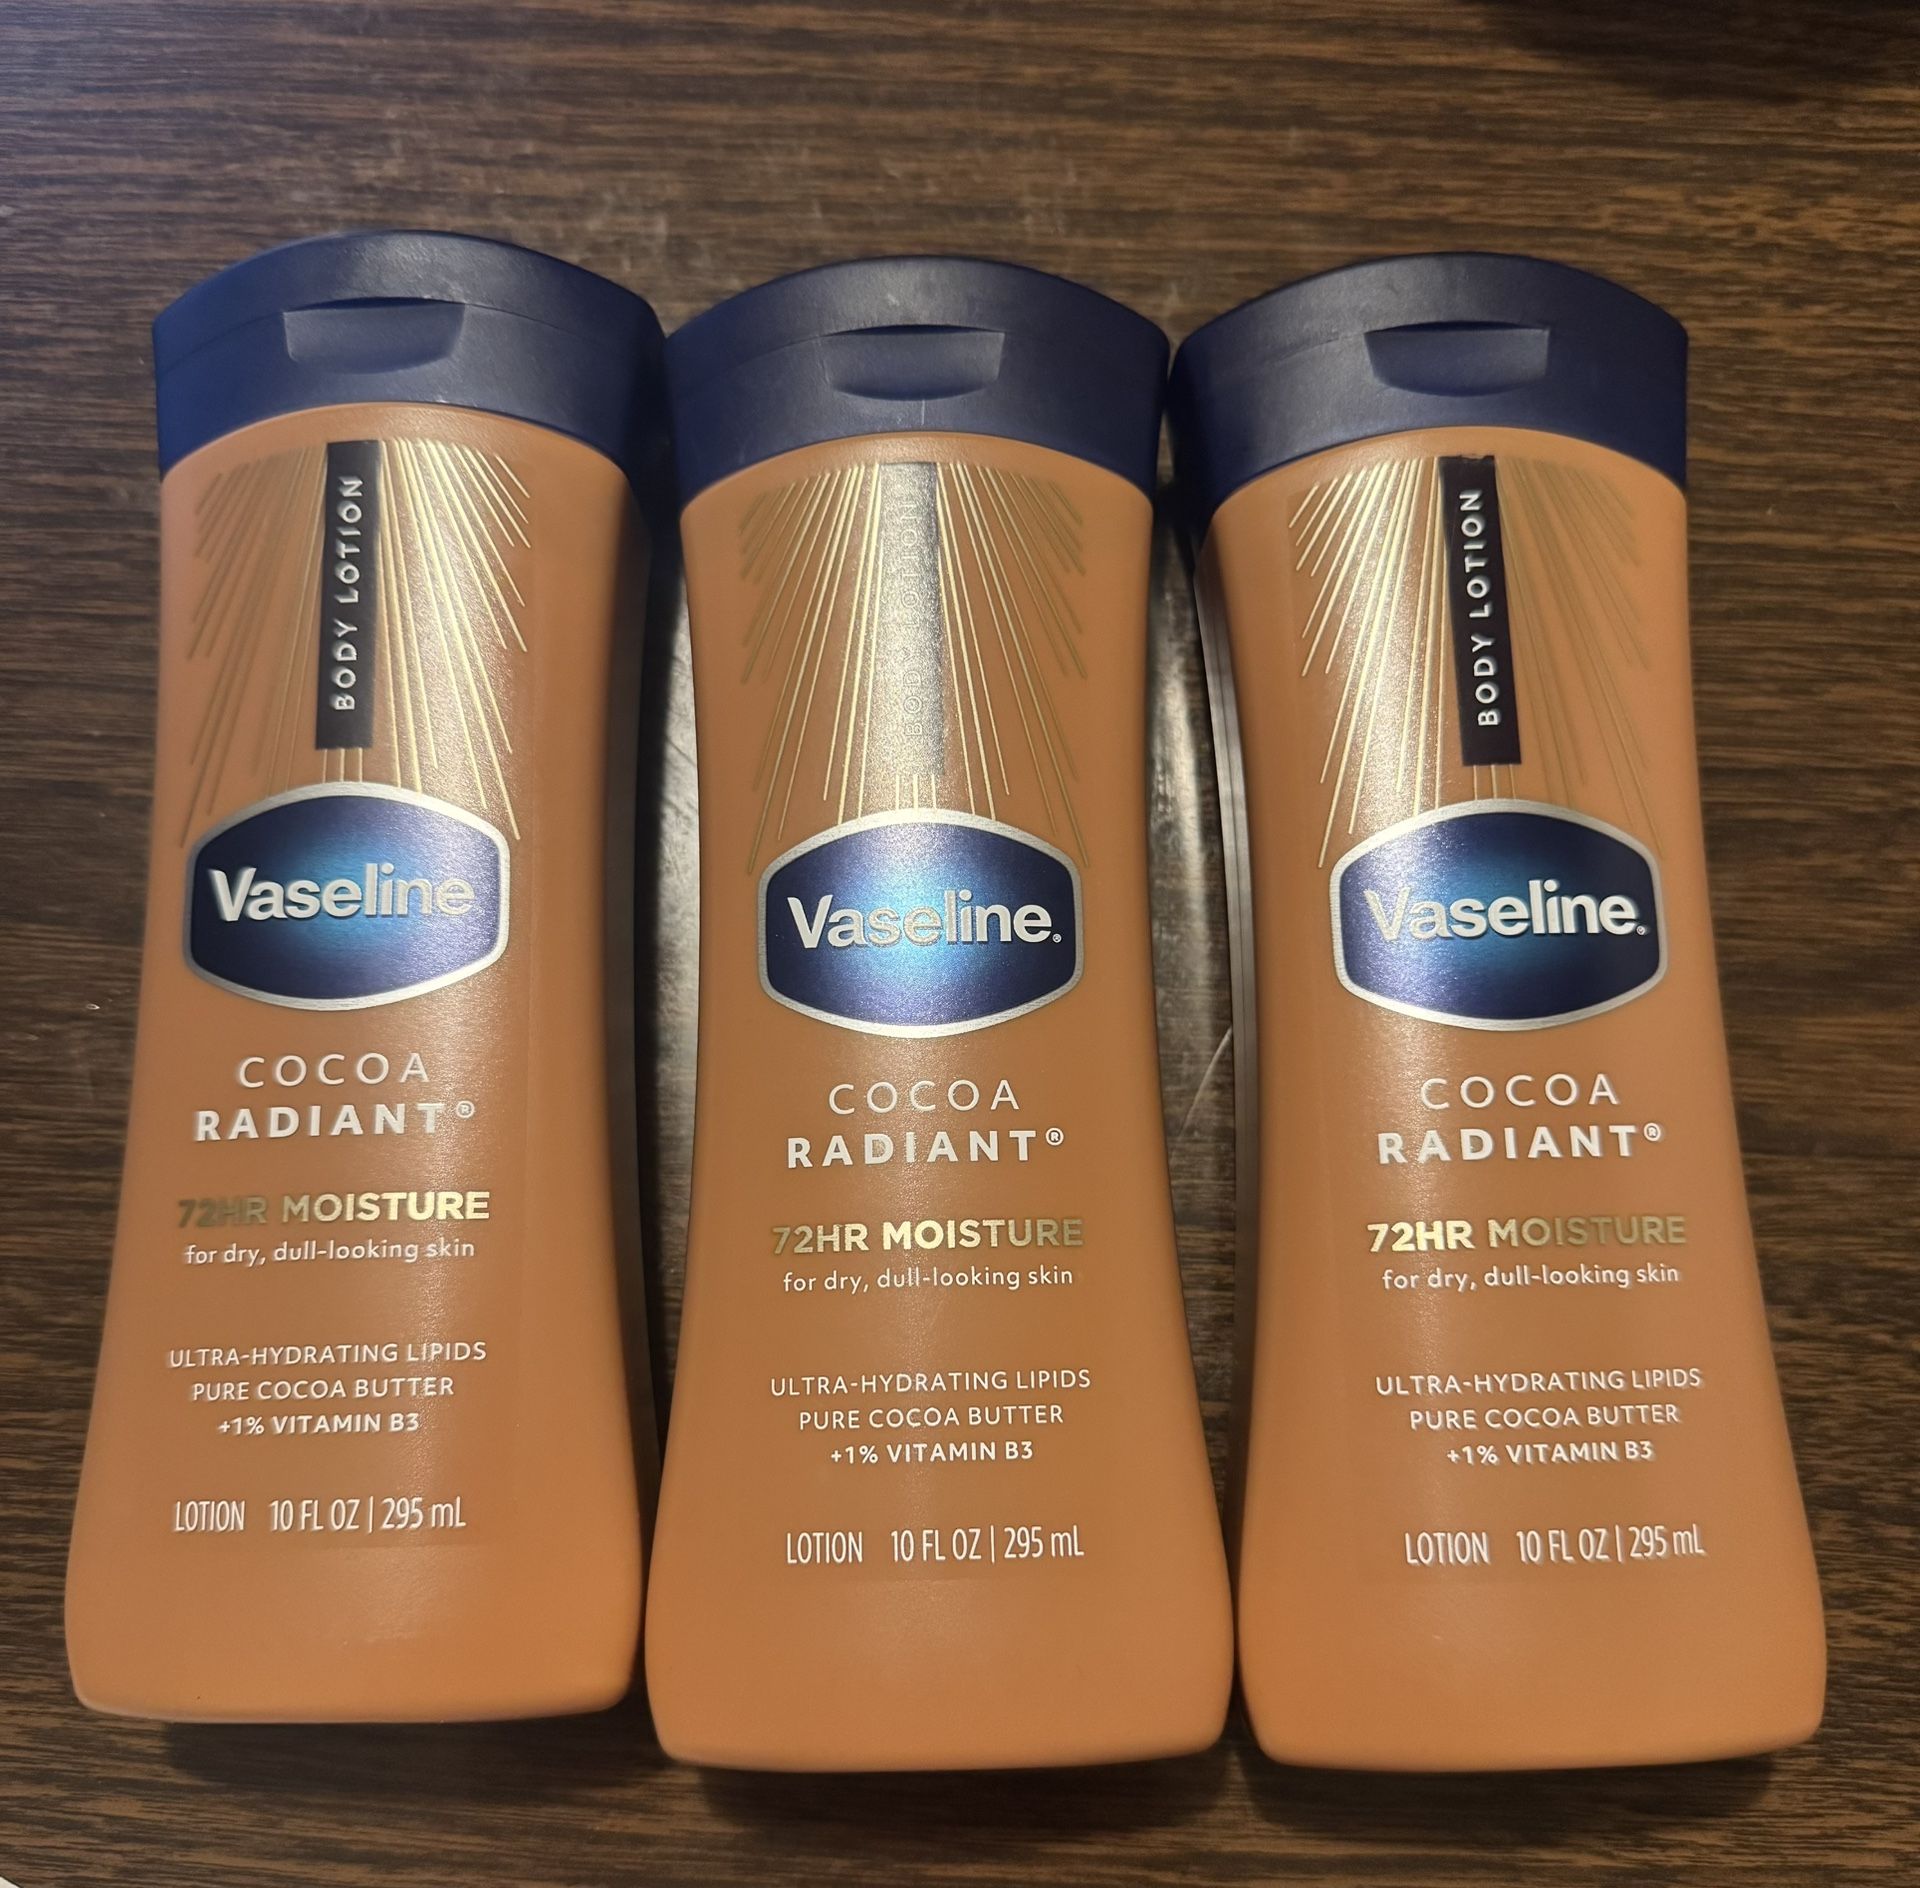 BODY LOTION
Vaseline
COCOA
RADIANT®
72HR MOISTURE
for dry, dull-looking skin
ULTRA-HYDRATING LIPIDS
PURE COCOA BUTTER
+1% VITAMIN B3
LOTION 10 FL OZ | 295 mL
BODY LOTION
Vaseline®
COCOA
RADIANT®
72HR MOISTURE
for dry, dull-looking skin
ULTRA-HYDRATING LIPIDS
PURE COCOA BUTTER
+1% VITAMIN B3
LOTION 10 FL OZ | 295 mL
BODY LOTION
Vaseline®
COCOA
RADIANT®
72HR MOISTURE
for dry, dull-looking skin
ULTRA-HYDRATING LIPIDS
PURE COCOA BUTTER
+1% VITAMIN B3
LOTION 10 FL OZ | 295 mL